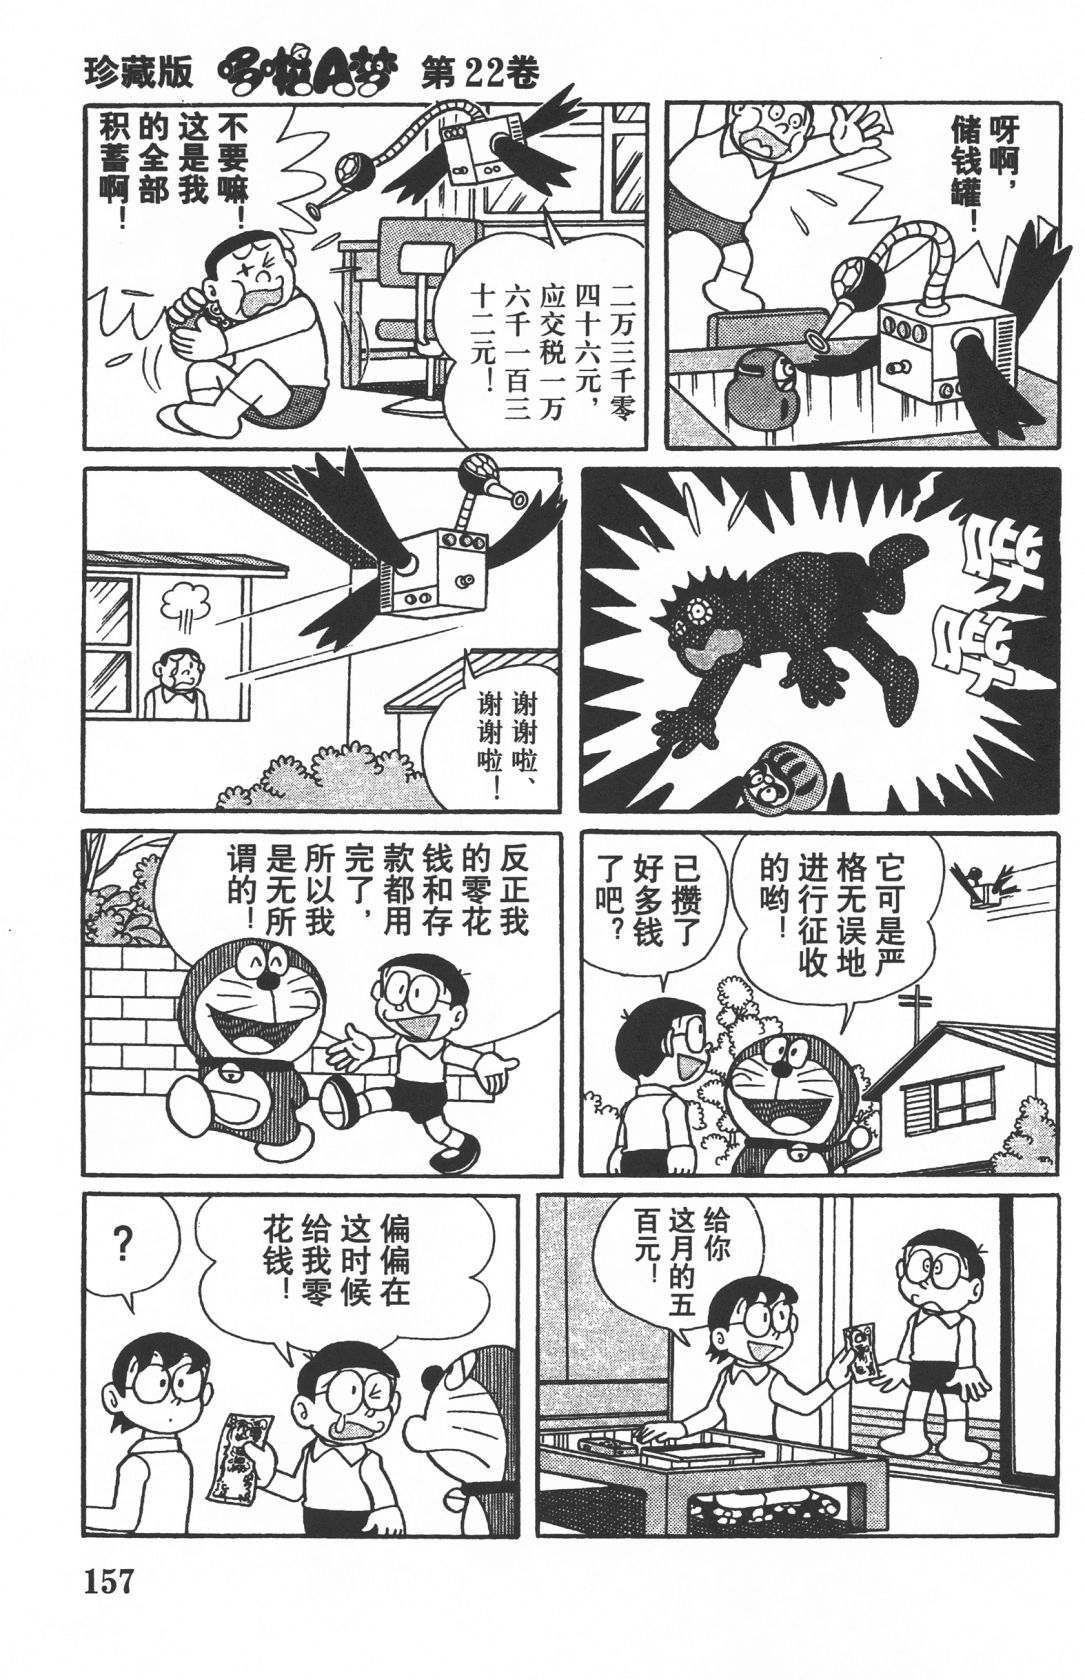 珍藏版 哆啦A梦 第22卷
呀啊，
储钱罐！
不要嘛！
这是我
的全部
积蓄啊！
二万三千零
四十六元，
应交税一万
六千一百三
十二元！
哔
哔
谢谢啦、
谢谢啦！
它可是严
格无误地
进行征收
的哟！
已攒了
好多钱
了吧？
反正我
的零花
钱和存
款都用
完了，
所以我
是无所
谓的！
给你
这月的五
百元！
偏偏在
这时候
给我零
花钱！
？
157